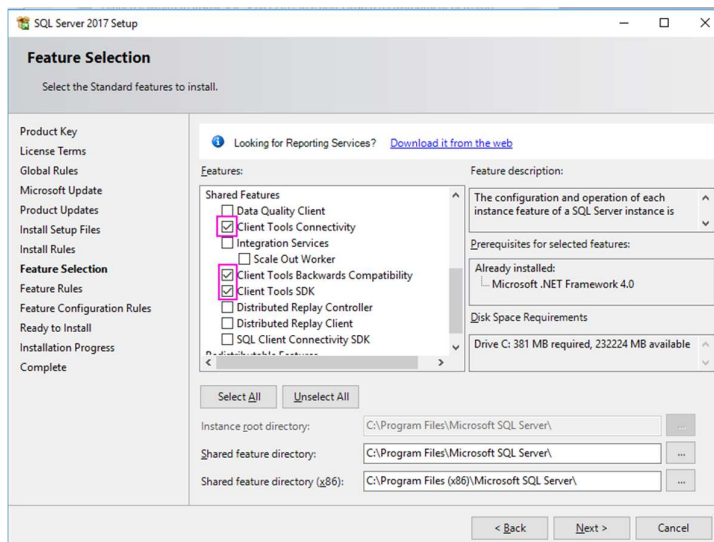 SQL Server 2017 Setup
Feature Selection
Select the Standard features to install.
Product Key
License Terms
Global Rules
Microsoft Update
Product Updates
Install Setup Files
Install Rules
Feature Selection
Feature Rules
Feature Configuration Rules
Ready to Install
Installation Progress
Complete
Looking for Reporting Services? Download it from the web
Features:
Shared Features
Data Quality Client
Client Tools Connectivity
Integration Services
Scale Out Worker
Client Tools Backwards Compatibility
Client Tools SDK
Distributed Replay Controller
Distributed Replay Client
SQL Client Connectivity SDK
Redistributable Features
Feature description:
The configuration and operation of each
instance feature of a SQL Server instance is
Prerequisites for selected features:
Already installed:
Microsoft .NET Framework 4.0
Disk Space Requirements
Drive C: 381 MB required, 232224 MB available
Select All
Unselect All
Instance root directory:
C:\Program Files\Microsoft SQL Server\
...
Shared feature directory:
C:\Program Files\Microsoft SQL Server\
...
Shared feature directory (x86):
C:\Program Files (x86)\Microsoft SQL Server\
...
< Back
Next >
Cancel